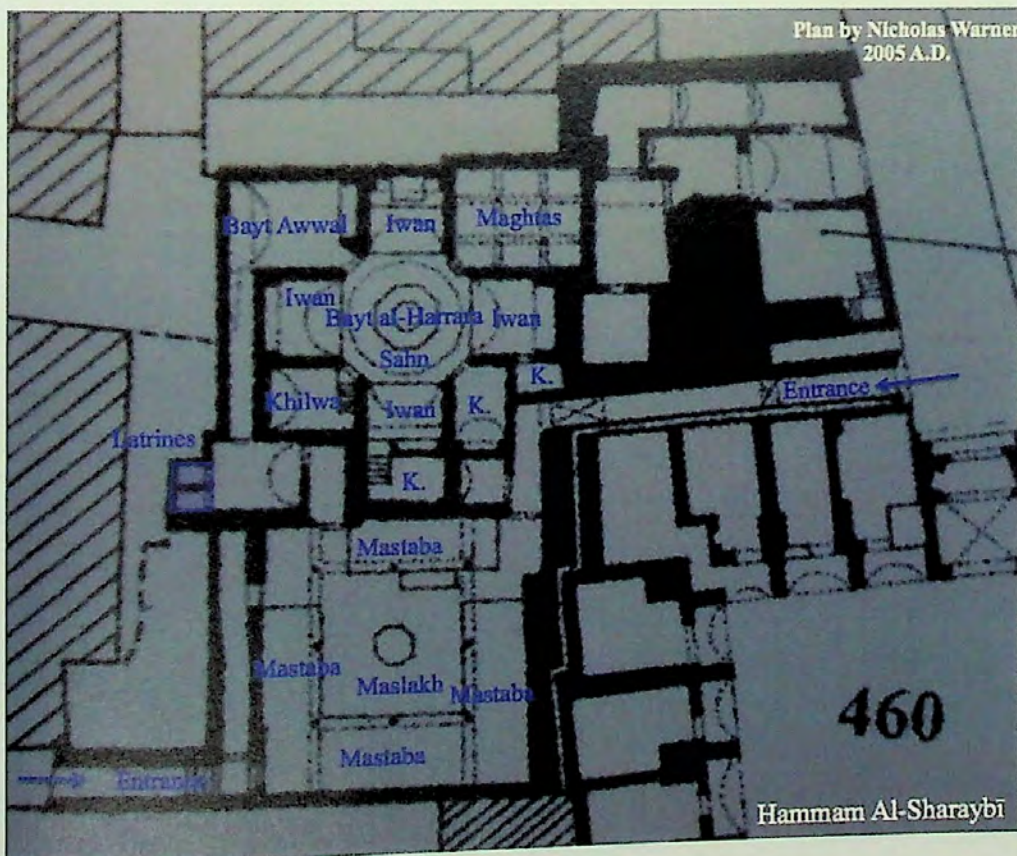 Plan by Nicholas Warner
2005 A.D.
Bayt Awwal
Iwan
Maghtas
Iwan
Bayt al-Harrara
Iwan
Sahn
K.
Entrance
Khilwa
Iwan
K.
Latrines
K.
Mastaba
Mastaba
Maslakh
Mastaba
Mastaba
460
Entrance
Hammam Al-Sharaybī